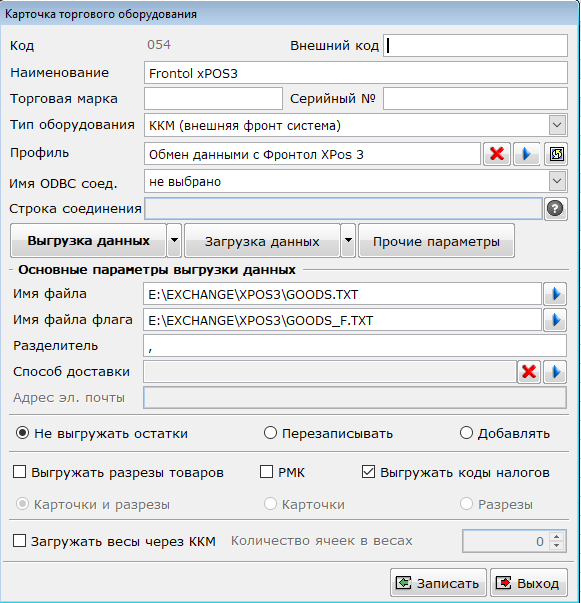 Карточка торгового оборудования
Код 054 Внешний код
Наименование Frontol xPOS3
Торговая марка Серийный №
Тип оборудования ККМ (внешняя фронт система)
Профиль Обмен данными с Фронтол XPos 3
Имя ODBC соед. не выбрано
Строка соединения ?
Выгрузка данных Загрузка данных Прочие параметры
Основные параметры выгрузки данных
Имя файла E:\EXCHANGE\XPOS3\GOODS.TXT
Имя файла флага E:\EXCHANGE\XPOS3\GOODS_F.TXT
Разделитель ,
Способ доставки
Адрес эл. почты
Не выгружать остатки Перезаписывать Добавлять
Выгружать разрезы товаров РМК Выгружать коды налогов
Карточки и разрезы Карточки Разрезы
Загружать весы через ККМ Количество ячеек в весах 0
Записать Выход